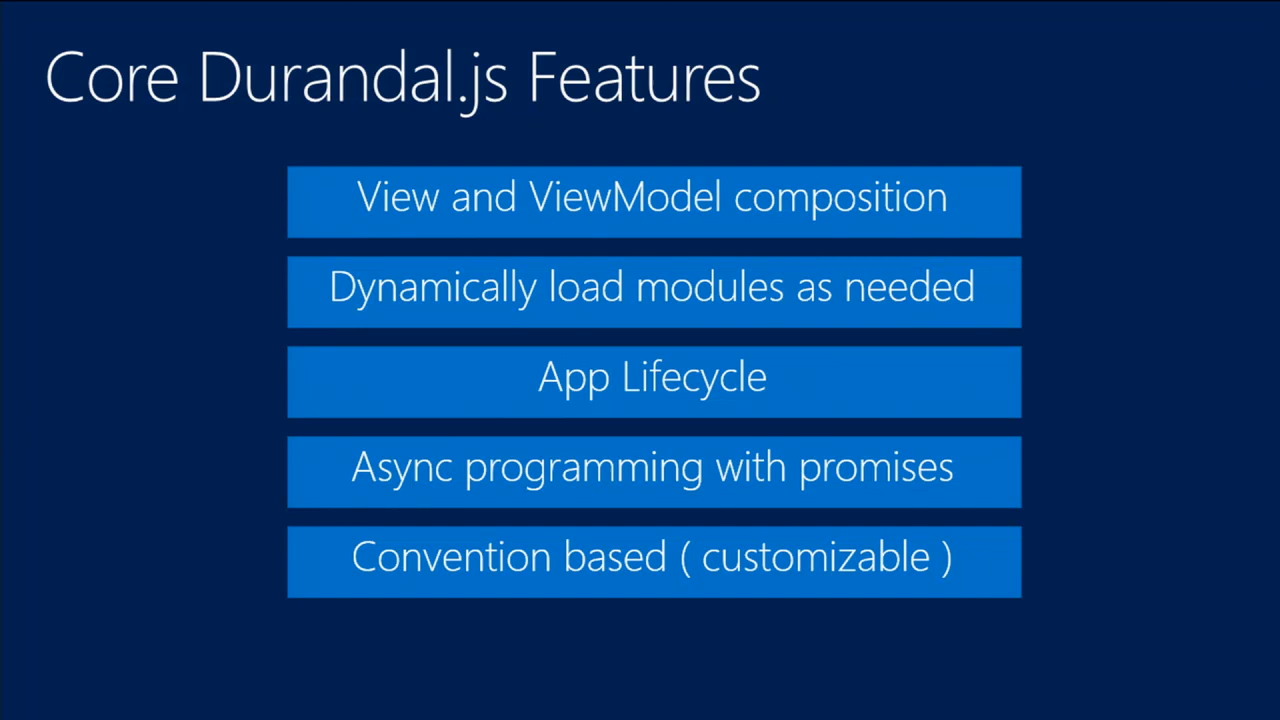 Core Durandal.js Features
View and ViewModel composition
Dynamically load modules as needed
App Lifecycle
Async programming with promises
Convention based ( customizable )